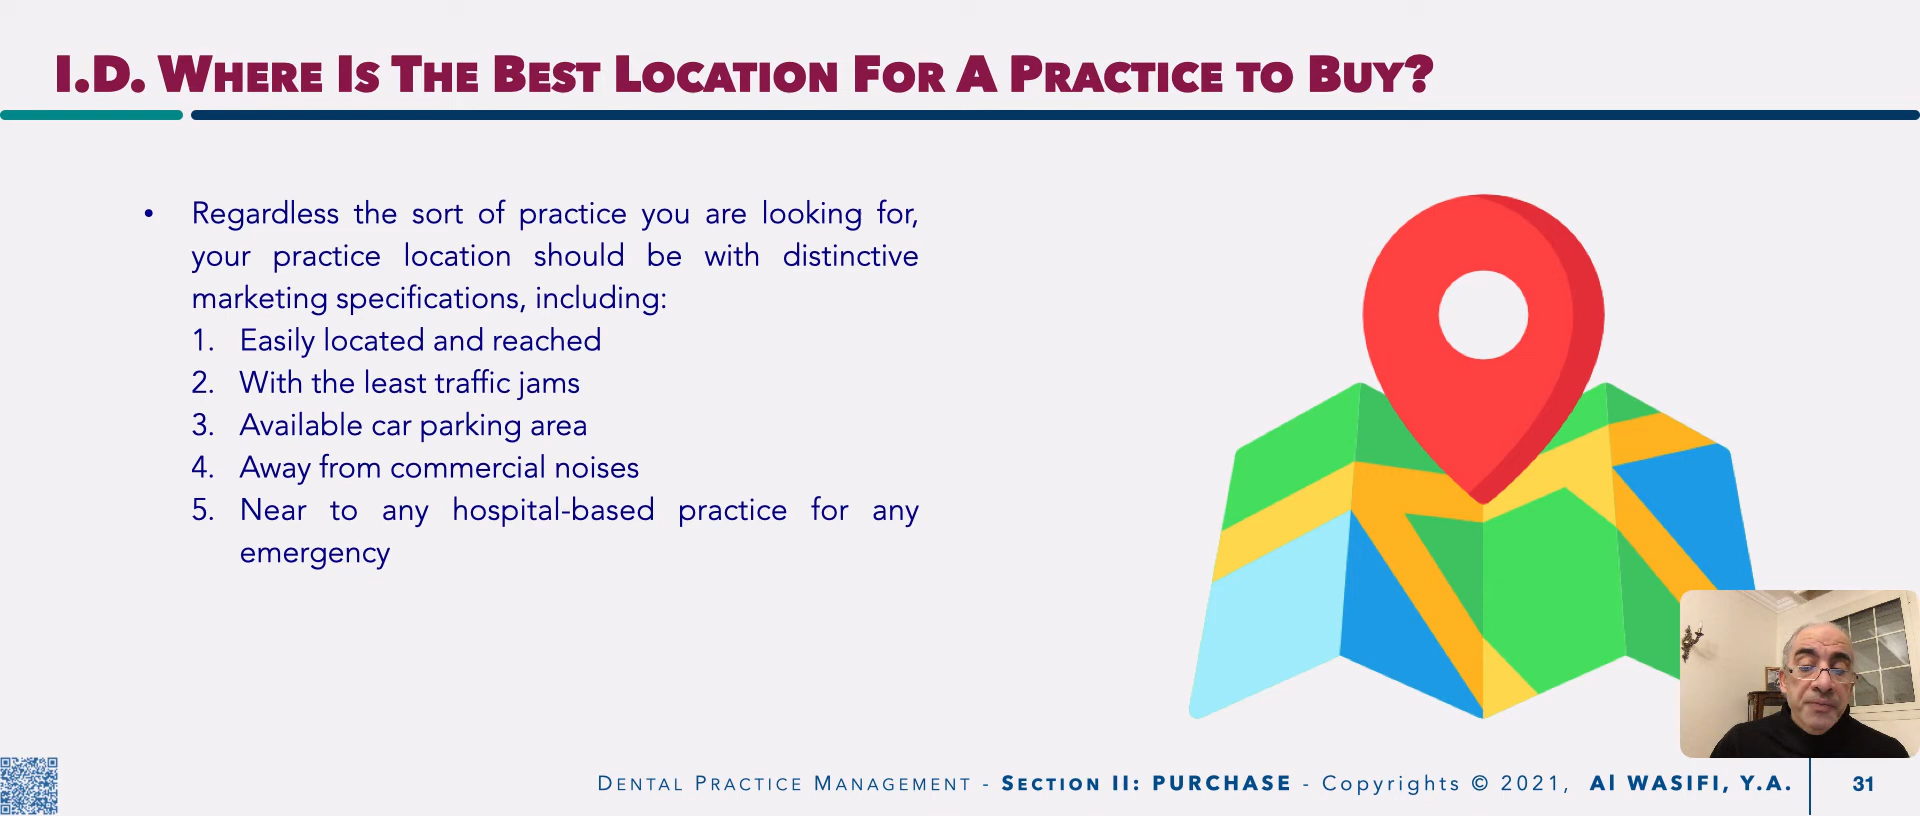 I.D. Where Is The Best Location For A Practice to Buy?
• Regardless the sort of practice you are looking for,
your practice location should be with distinctive
marketing specifications, including:
1. Easily located and reached
2. With the least traffic jams
3. Available car parking area
4. Away from commercial noises
5. Near to any hospital-based practice for any
emergency
Dental Practice Management - Section II: PURCHASE - Copyrights © 2021, Al WASIFI, Y.A. 31